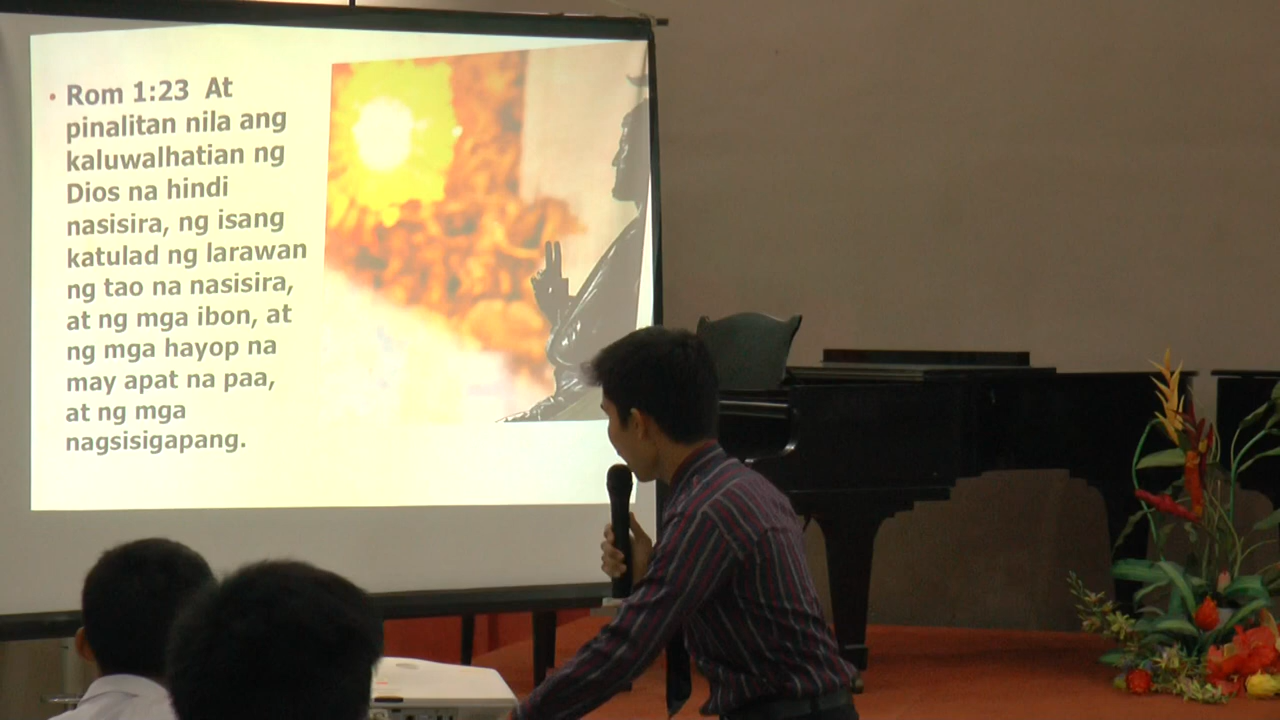 • Rom 1:23  At
pinalitan nila ang
kaluwalhatian ng
Dios na hindi
nasisira, ng isang
katulad ng larawan
ng tao na nasisira,
at ng mga ibon, at
ng mga hayop na
may apat na paa,
at ng mga
nagsisigapang.